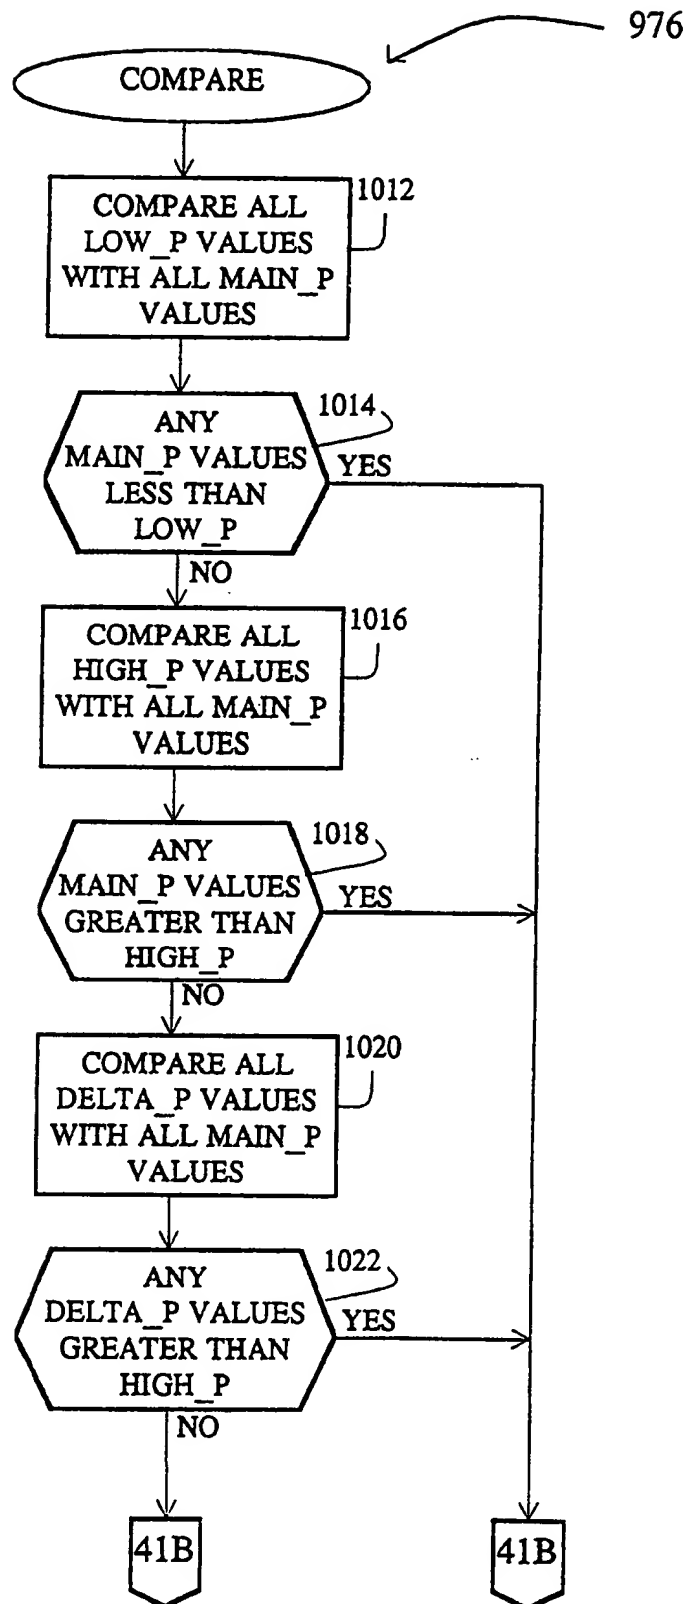 976
COMPARE
1012
COMPARE ALL
LOW_P VALUES
WITH ALL MAIN_P
VALUES
1014
ANY
MAIN_P VALUES
LESS THAN
LOW_P
YES
NO
1016
COMPARE ALL
HIGH_P VALUES
WITH ALL MAIN_P
VALUES
1018
ANY
MAIN_P VALUES
GREATER THAN
HIGH_P
YES
NO
1020
COMPARE ALL
DELTA_P VALUES
WITH ALL MAIN_P
VALUES
1022
ANY
DELTA_P VALUES
GREATER THAN
HIGH_P
YES
NO
41B
41B